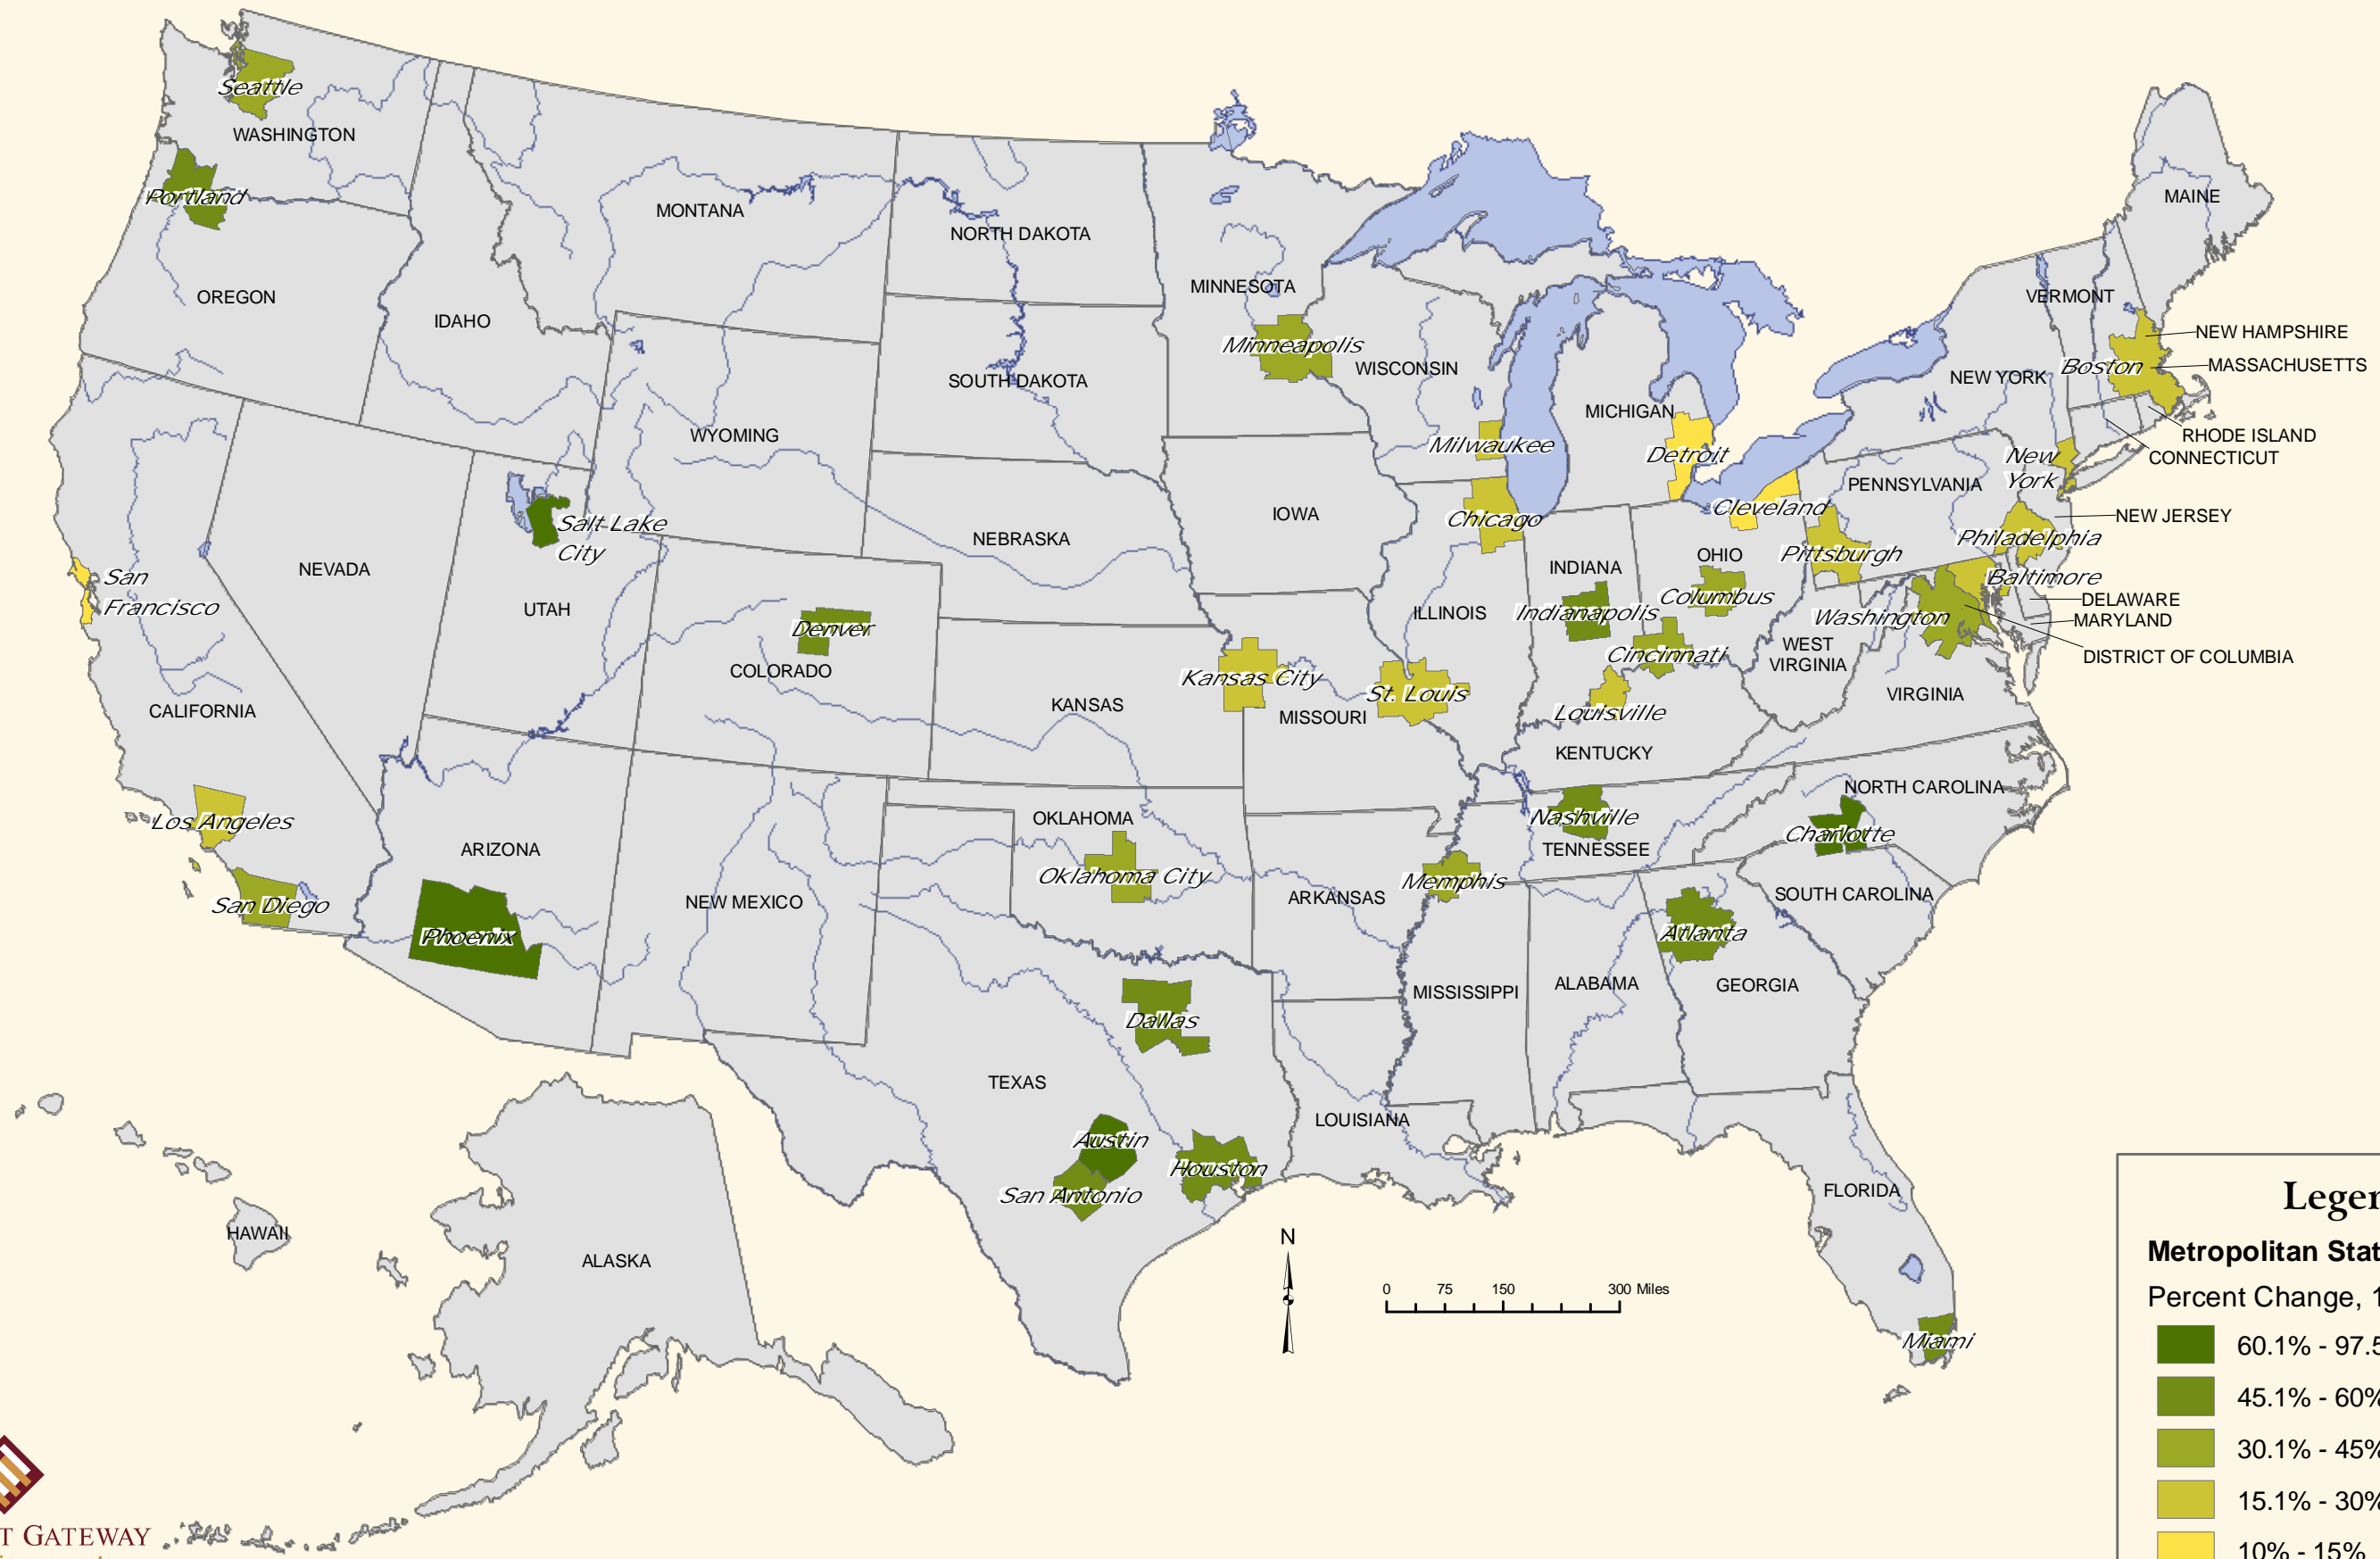 Seattle
WASHINGTON
Portland
MONTANA
MAINE
NORTH DAKOTA
OREGON
IDAHO
MINNESOTA
VERMONT
Minneapolis
WISCONSIN
NEW HAMPSHIRE
Boston
MASSACHUSETTS
NEW YORK
SOUTH DAKOTA
MICHIGAN
WYOMING
Milwaukee
Detroit
RHODE ISLAND
New
York
CONNECTICUT
PENNSYLVANIA
Cleveland
IOWA
Chicago
NEW JERSEY
Salt Lake
City
NEBRASKA
Philadelphia
OHIO
Pittsburgh
NEVADA
INDIANA
San
Francisco
Baltimore
Columbus
DELAWARE
UTAH
ILLINOIS
Indianapolis
Washington
MARYLAND
Denver
COLORADO
WEST
VIRGINIA
Cincinnati
DISTRICT OF COLUMBIA
Kansas City
St. Louis
VIRGINIA
KANSAS
CALIFORNIA
MISSOURI
Louisville
KENTUCKY
NORTH CAROLINA
Los Angeles
OKLAHOMA
Nashville
Charlotte
ARIZONA
TENNESSEE
Oklahoma City
Memphis
San Diego
NEW MEXICO
ARKANSAS
SOUTH CAROLINA
Phoenix
Atlanta
MISSISSIPPI
ALABAMA
GEORGIA
Dallas
TEXAS
LOUISIANA
Austin
Houston
San Antonio
FLORIDA
HAWAII
ALASKA
N
0 75 150 300 Miles
Miami
Legen
Metropolitan Stat
Percent Change, 1
60.1% - 97.5
45.1% - 60%
30.1% - 45%
15.1% - 30%
10% - 15%
T GATEWAY